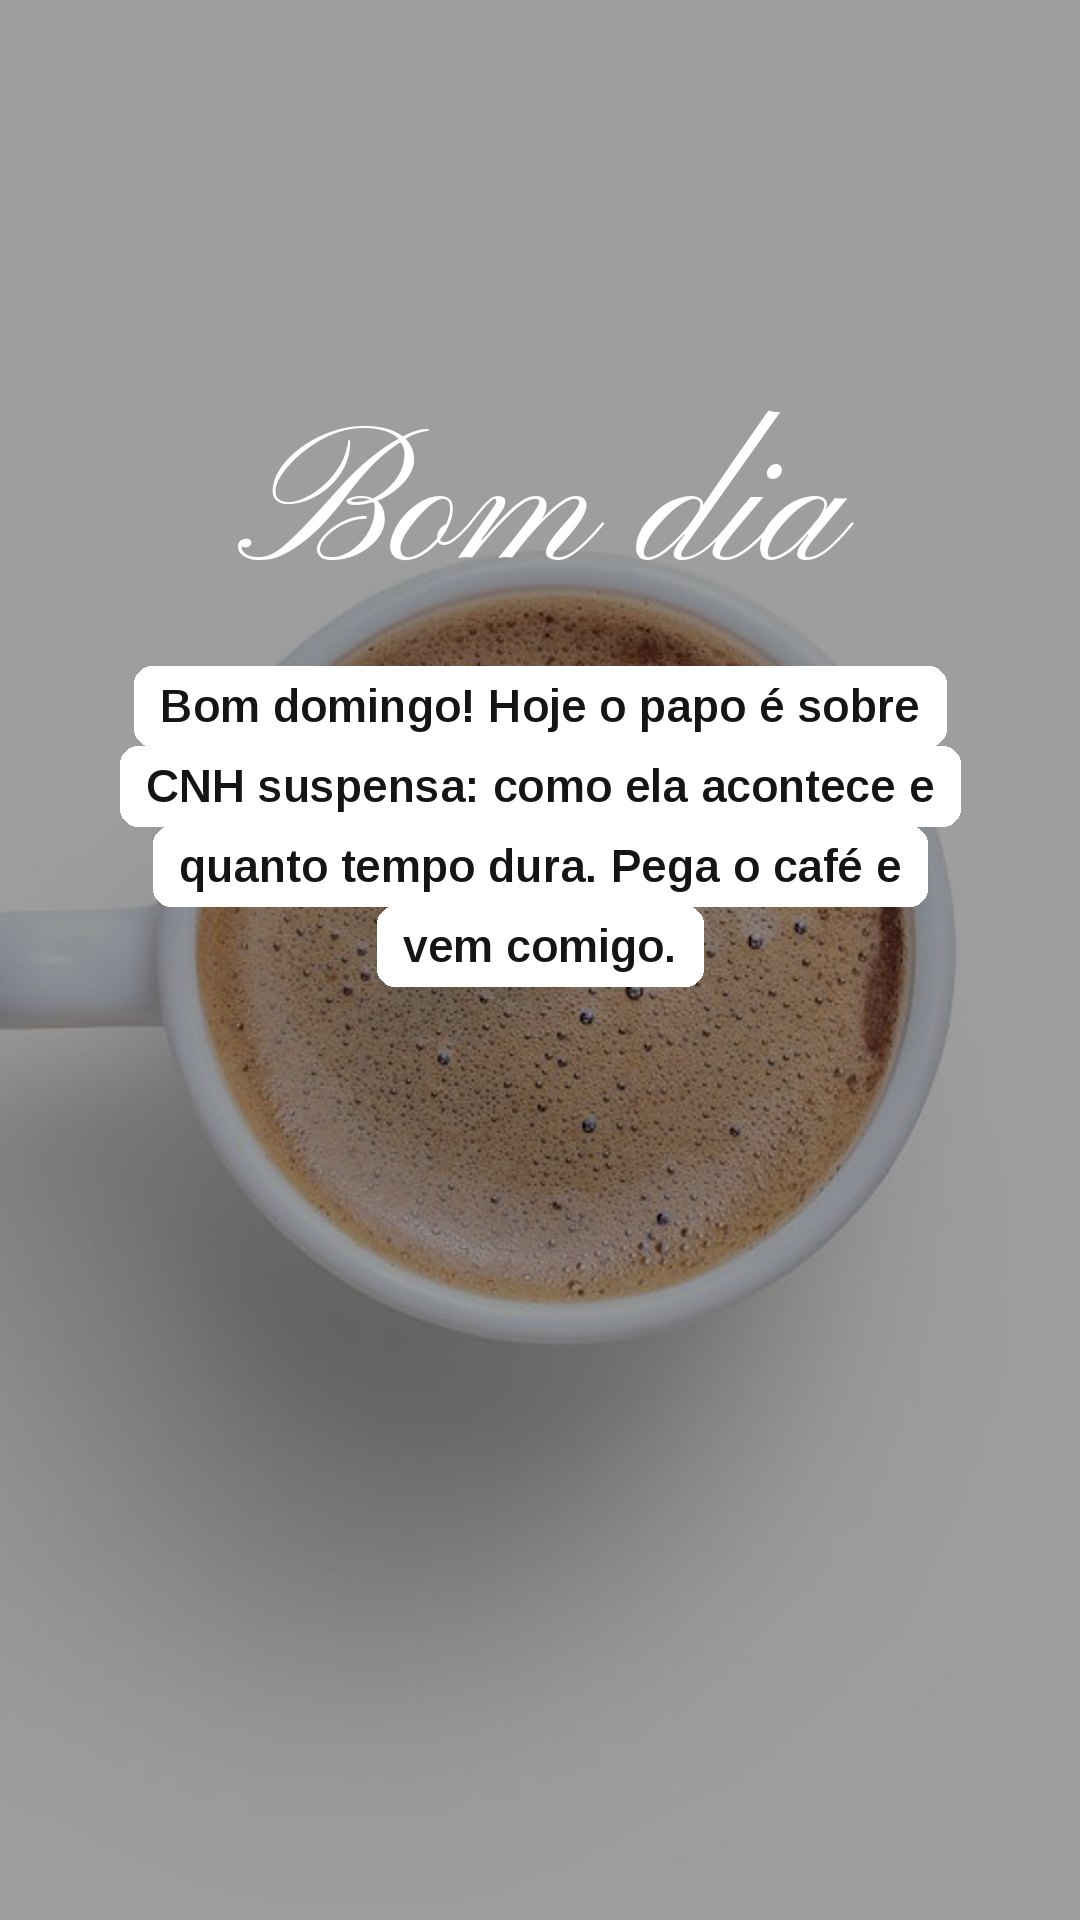 Bom dia
Bom domingo! Hoje o papo é sobre
CNH suspensa: como ela acontece e
quanto tempo dura. Pega o café e
vem comigo.